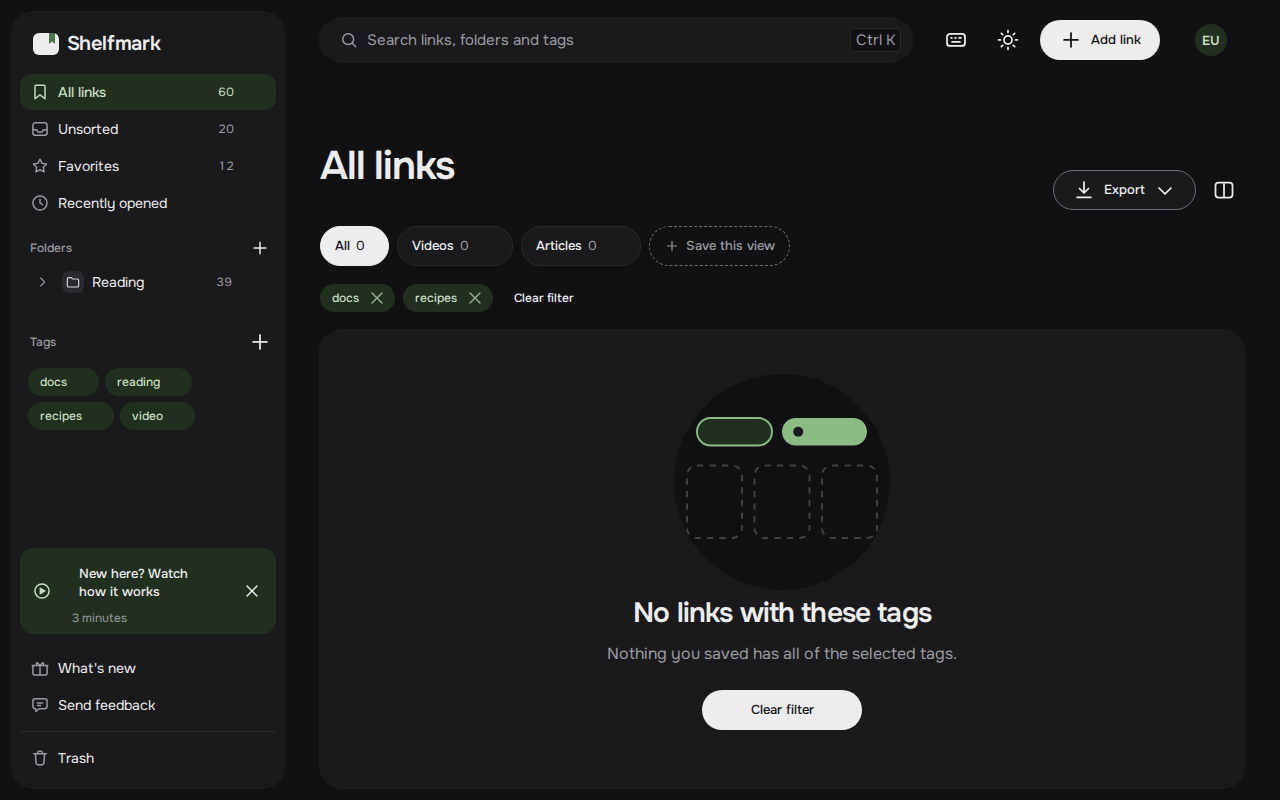 Shelfmark
All links 60
Unsorted 20
Favorites 12
Recently opened
Folders
Reading 39
Tags
docs reading
recipes video
New here? Watch
how it works
3 minutes
What's new
Send feedback
Trash
Search links, folders and tags Ctrl K
Add link
EU
All links
Export
All 0 Videos 0 Articles 0 Save this view
docs recipes Clear filter
No links with these tags
Nothing you saved has all of the selected tags.
Clear filter